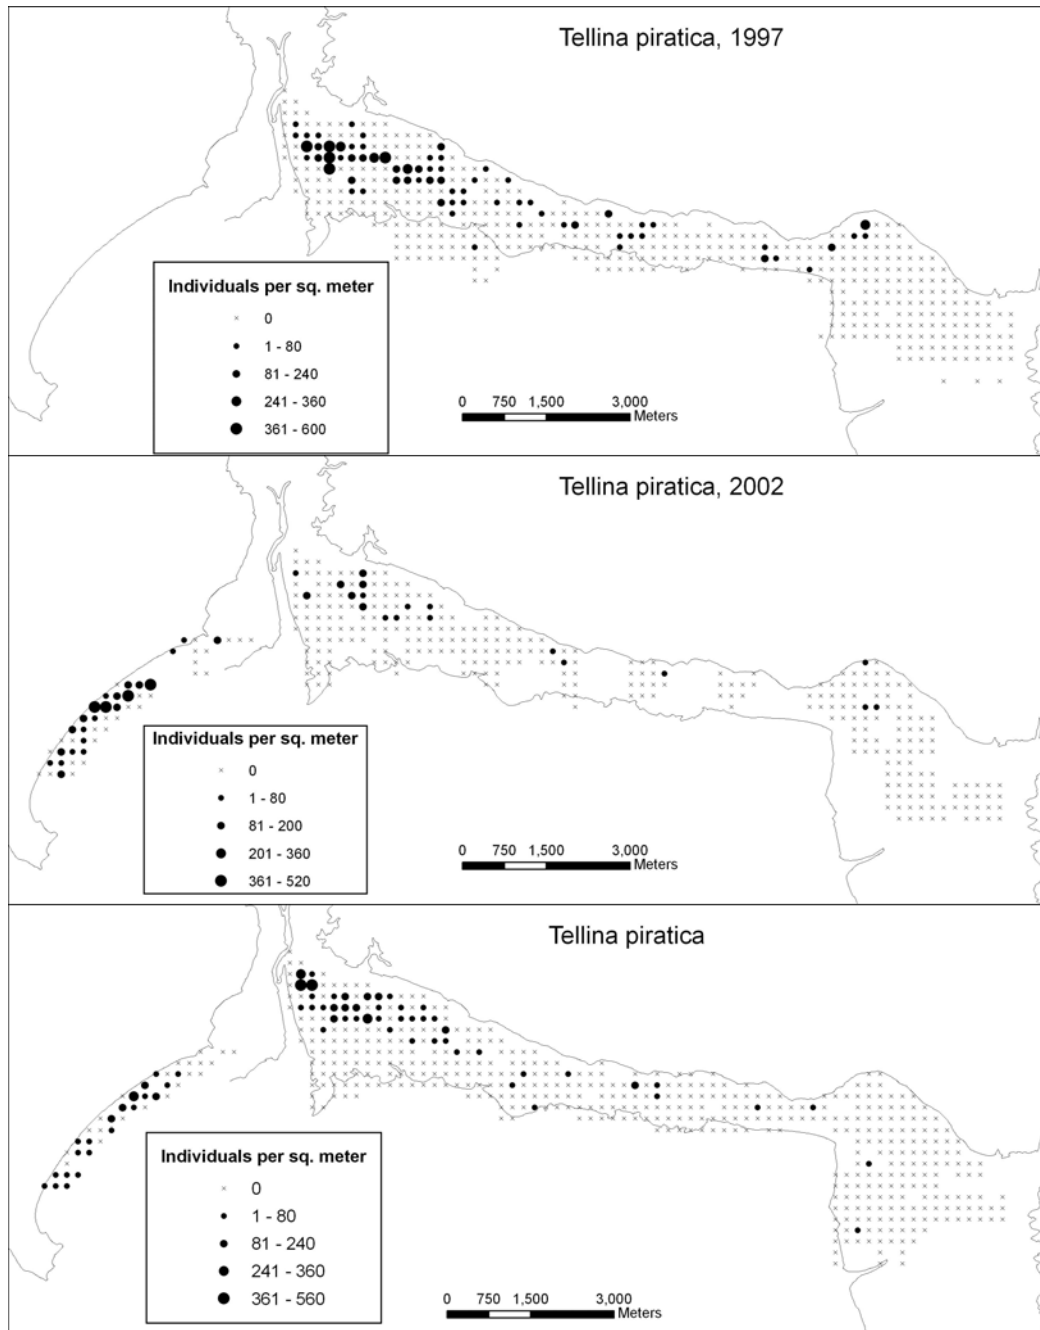 Tellina piratica, 1997
Individuals per sq. meter
0
1 - 80
81 - 240
241 - 360
361 - 600
0 750 1,500 3,000
Meters
Tellina piratica, 2002
Individuals per sq. meter
0
1 - 80
81 - 200
201 - 360
361 - 520
0 750 1,500 3,000
Meters
Tellina piratica
Individuals per sq. meter
0
1 - 80
81 - 240
241 - 360
361 - 560
0 750 1,500 3,000
Meters